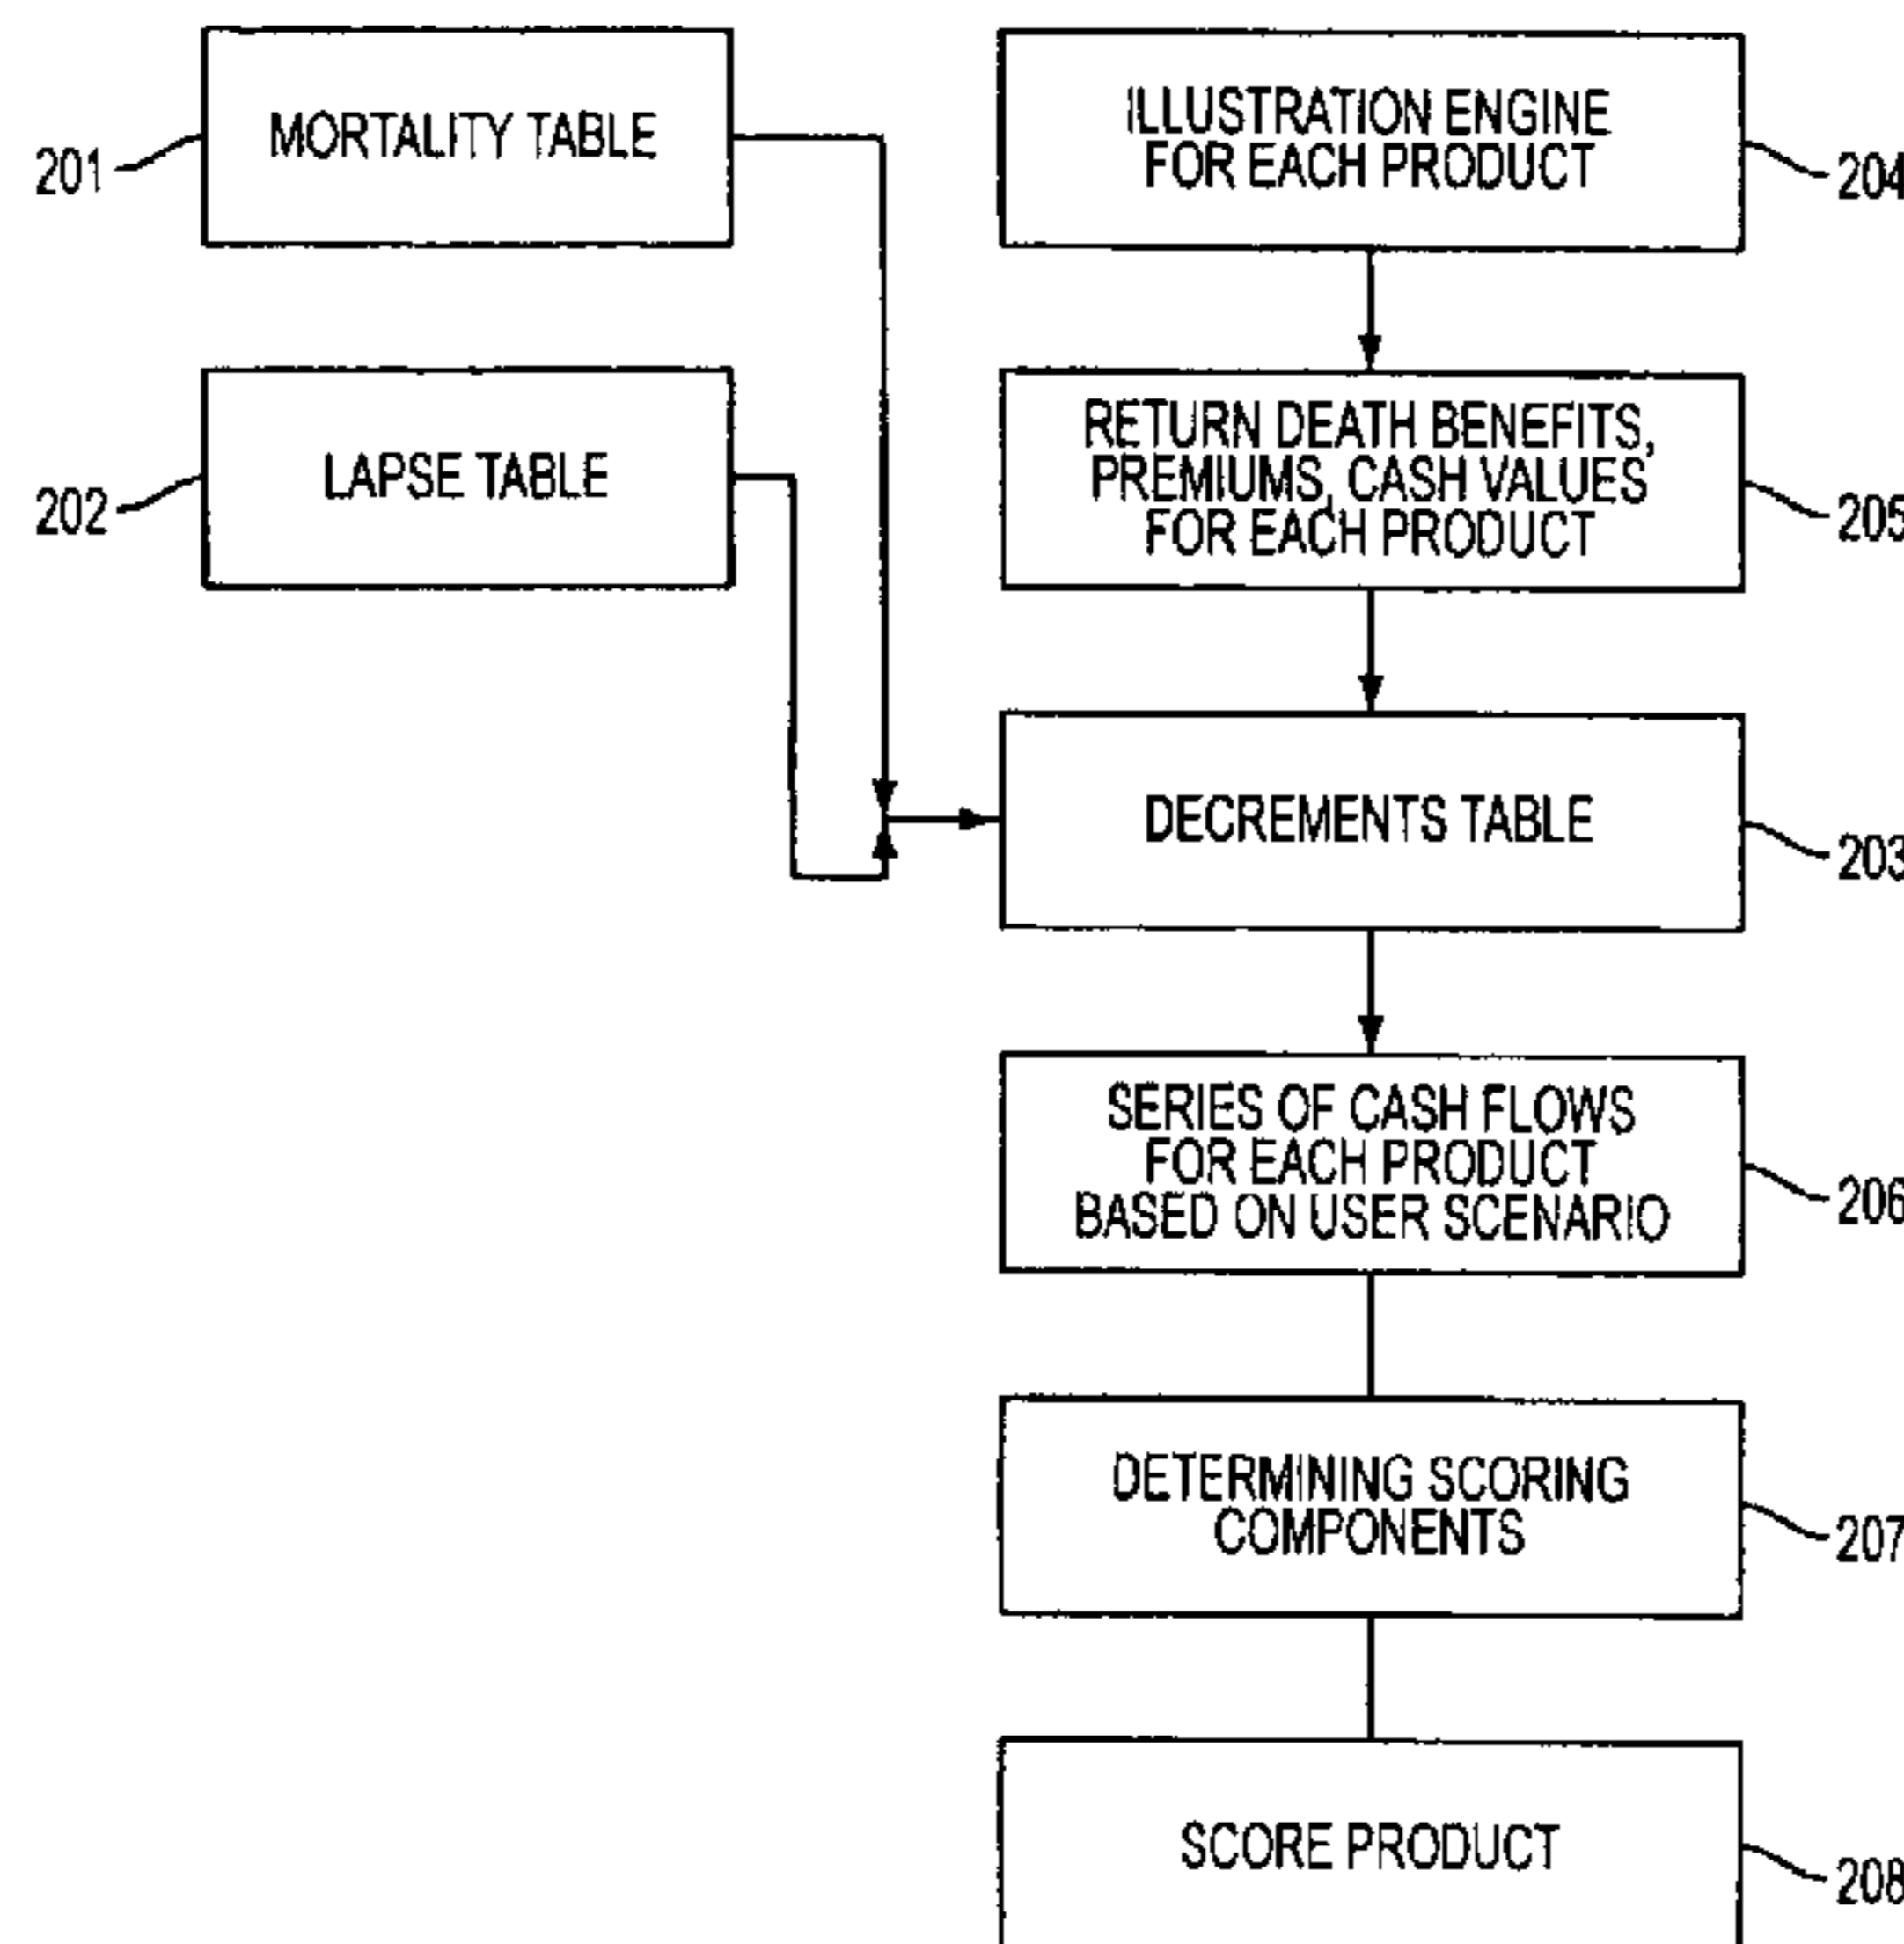 MORTALITY TABLE
201
ILLUSTRATION ENGINE
FOR EACH PRODUCT
204
LAPSE TABLE
202
RETURN DEATH BENEFITS,
PREMIUMS, CASH VALUES
FOR EACH PRODUCT
205
DECREMENTS TABLE
203
SERIES OF CASH FLOWS
FOR EACH PRODUCT
BASED ON USER SCENARIO
206
DETERMINING SCORING
COMPONENTS
207
SCORE PRODUCT
208